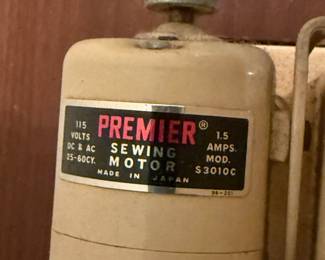 115 VOLTS DC & AC 25-60CY.
PREMIER®
SEWING
MOTOR
MADE IN JAPAN
1.5 AMPS. MOD. S3010C